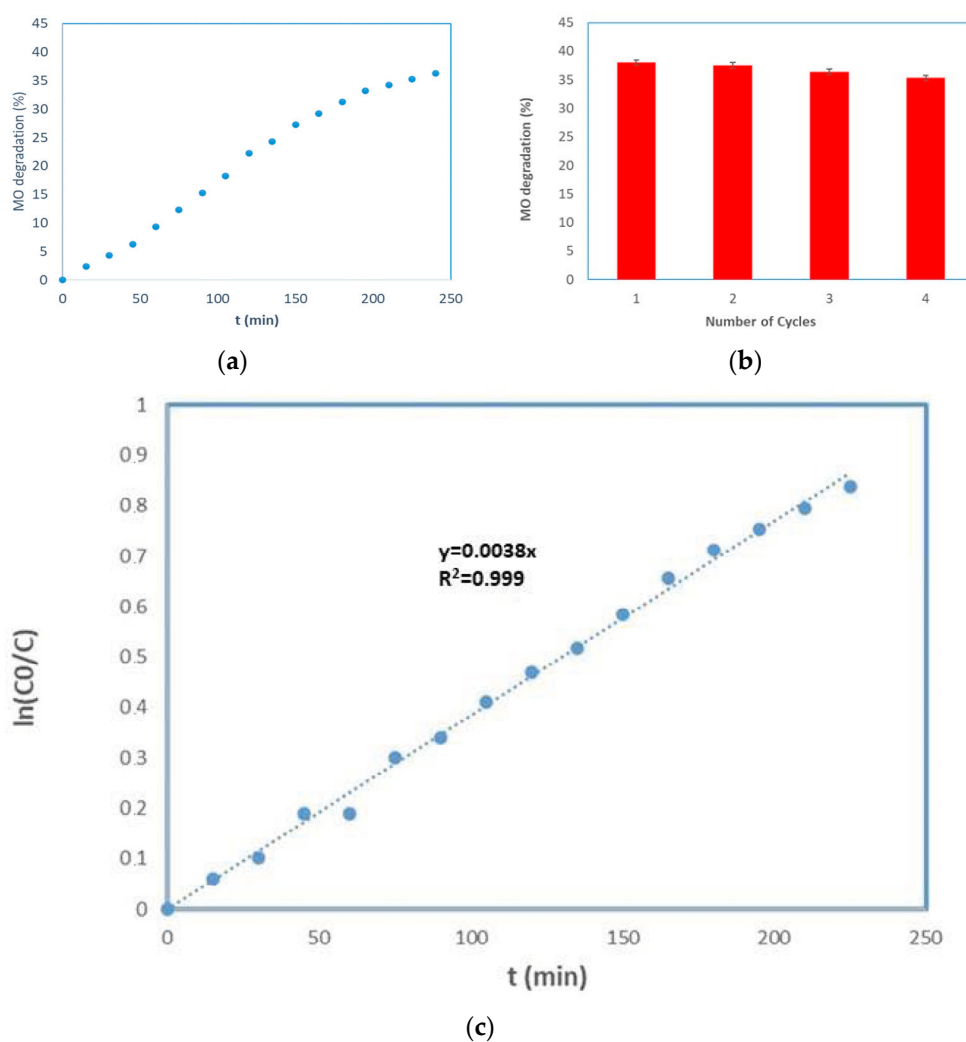 45
40
35
30
25
20
15
10
5
0
MO degradation (%)
0 50 100 150 200 250
t (min)
(a)
45
40
35
30
25
20
15
10
5
0
MO degradation (%)
1 2 3 4
Number of Cycles
(b)
1
0.9
0.8
0.7
0.6
0.5
0.4
0.3
0.2
0.1
0
ln(C0/C)
y=0.0038x
R²=0.999
0 50 100 150 200 250
t (min)
(c)